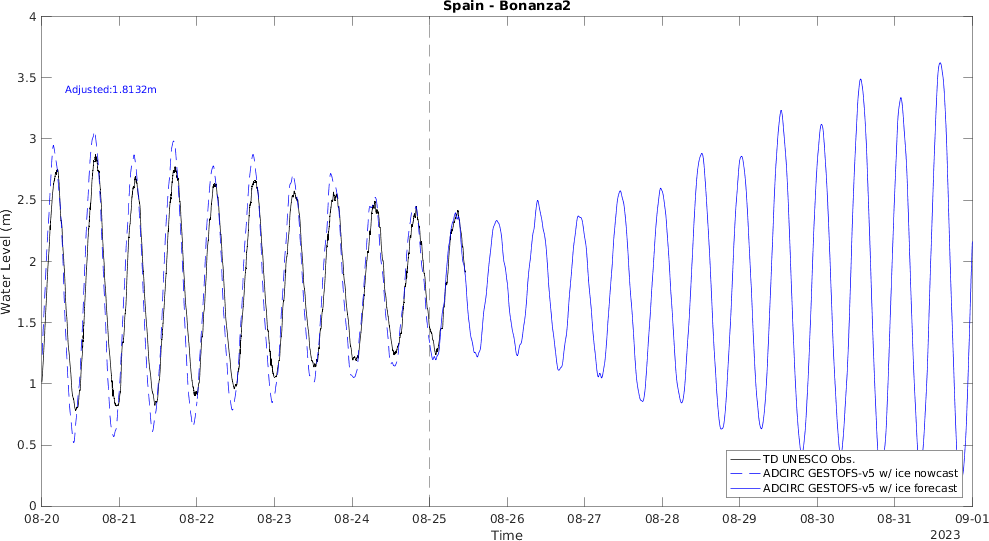 Spain - Bonanza2
4
3.5
3
2.5
2
1.5
1
0.5
0
Water Level (m)
Adjusted:1.8132m
TD UNESCO Obs.
ADCIRC GESTOFS-v5 w/ ice nowcast
ADCIRC GESTOFS-v5 w/ ice forecast
08-20 08-21 08-22 08-23 08-24 08-25 08-26 08-27 08-28 08-29 08-30 08-31 09-01
Time
2023